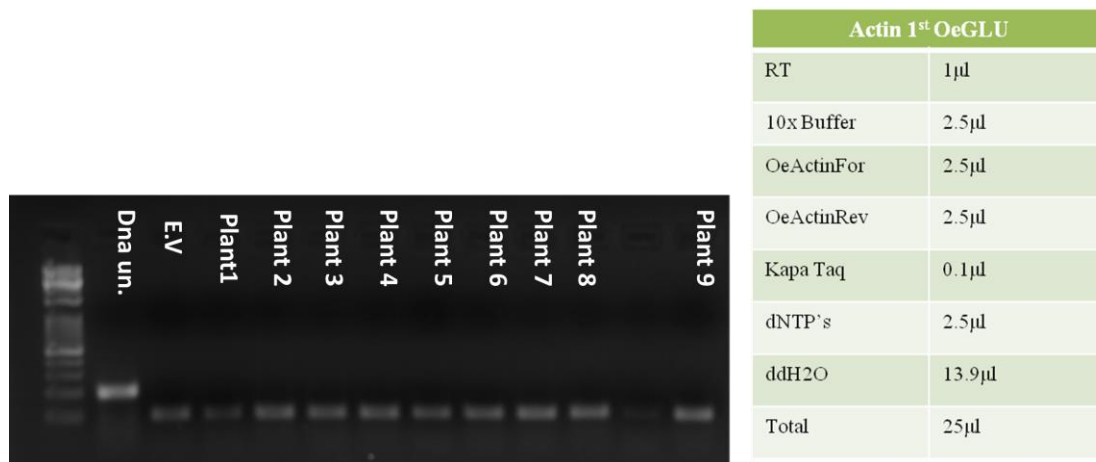 Dna un.
E.V
Plant1
Plant 2
Plant 3
Plant 4
Plant 5
Plant 6
Plant 7
Plant 8
Plant 9
Actin 1st OeGLU
RT 1μl
10x Buffer 2.5μl
OeActinFor 2.5μl
OeActinRev 2.5μl
Kapa Taq 0.1μl
dNTP`s 2.5μl
ddH2O 13.9μl
Total 25μl